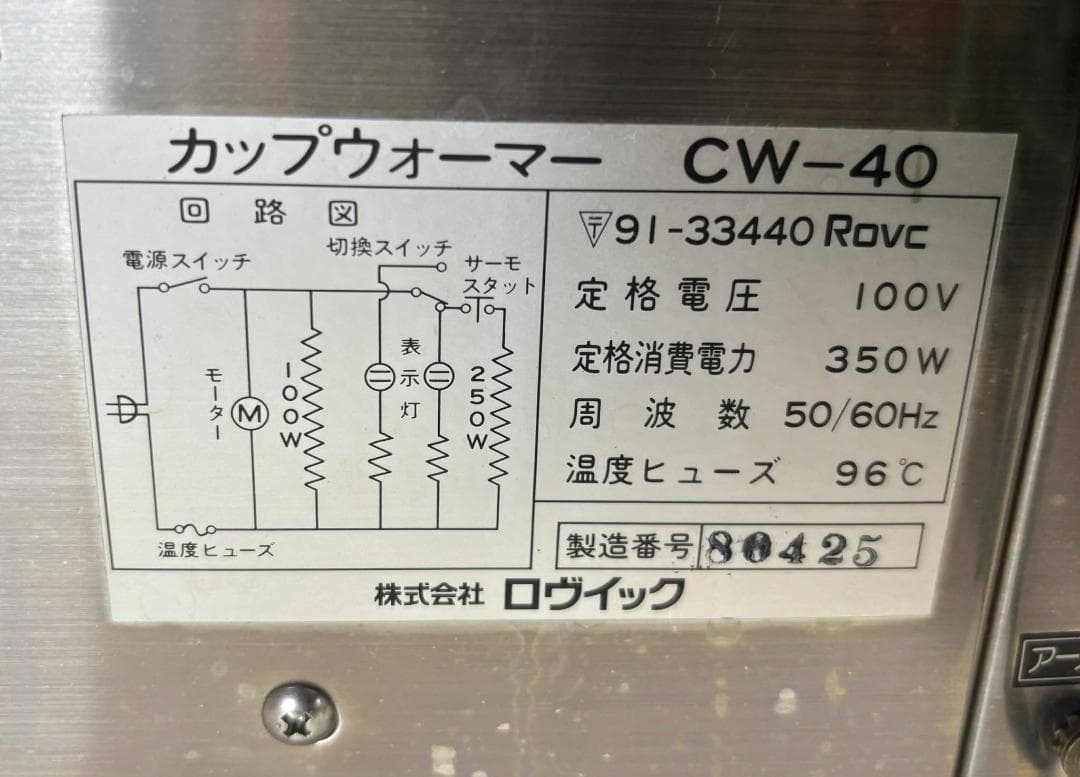 カップウォーマー CW-40
回路図
電源スイッチ
切換スイッチ
サーモ
スタット
モーター
M
100W
表示灯
250W
温度ヒューズ
〒91-33440 Rovc
定格電圧 100V
定格消費電力 350W
周波数 50/60Hz
温度ヒューズ 96℃
製造番号 80425
株式会社 ロヴイック
アー